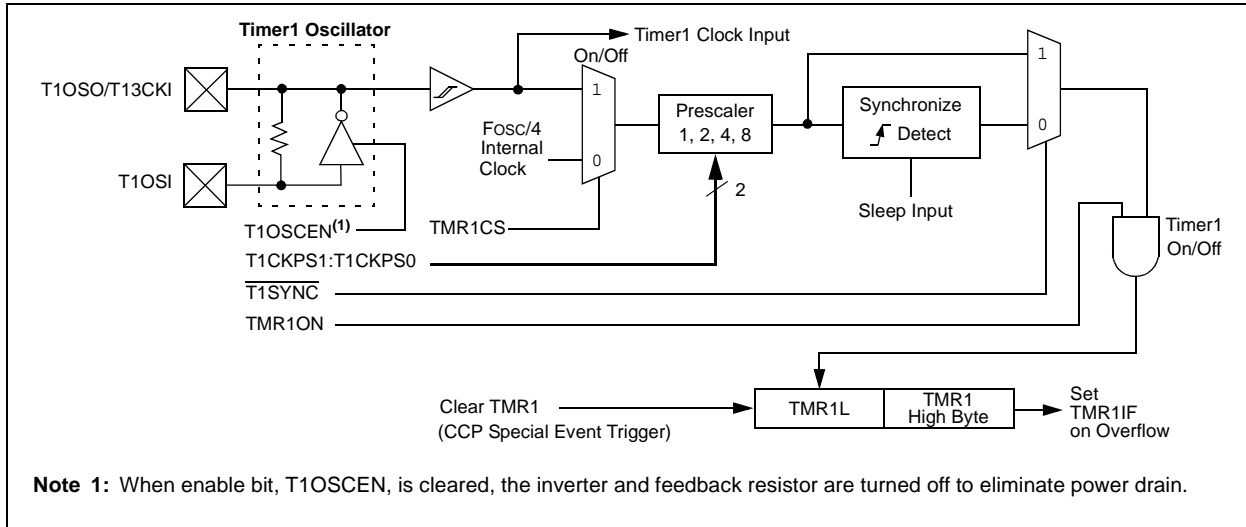 Timer1 Oscillator
Timer1 Clock Input
On/Off
1
T1OSO/T13CKI
1
Prescaler
1, 2, 4, 8
Synchronize
Detect
FOSC/4
Internal
Clock
0
0
T1OSI
2
Sleep Input
T1OSCEN(1)
TMR1CS
Timer1
On/Off
T1CKPS1:T1CKPS0
T1SYNC
TMR1ON
Clear TMR1
(CCP Special Event Trigger)
TMR1L
TMR1
High Byte
Set
TMR1IF
on Overflow
Note 1: When enable bit, T1OSCEN, is cleared, the inverter and feedback resistor are turned off to eliminate power drain.